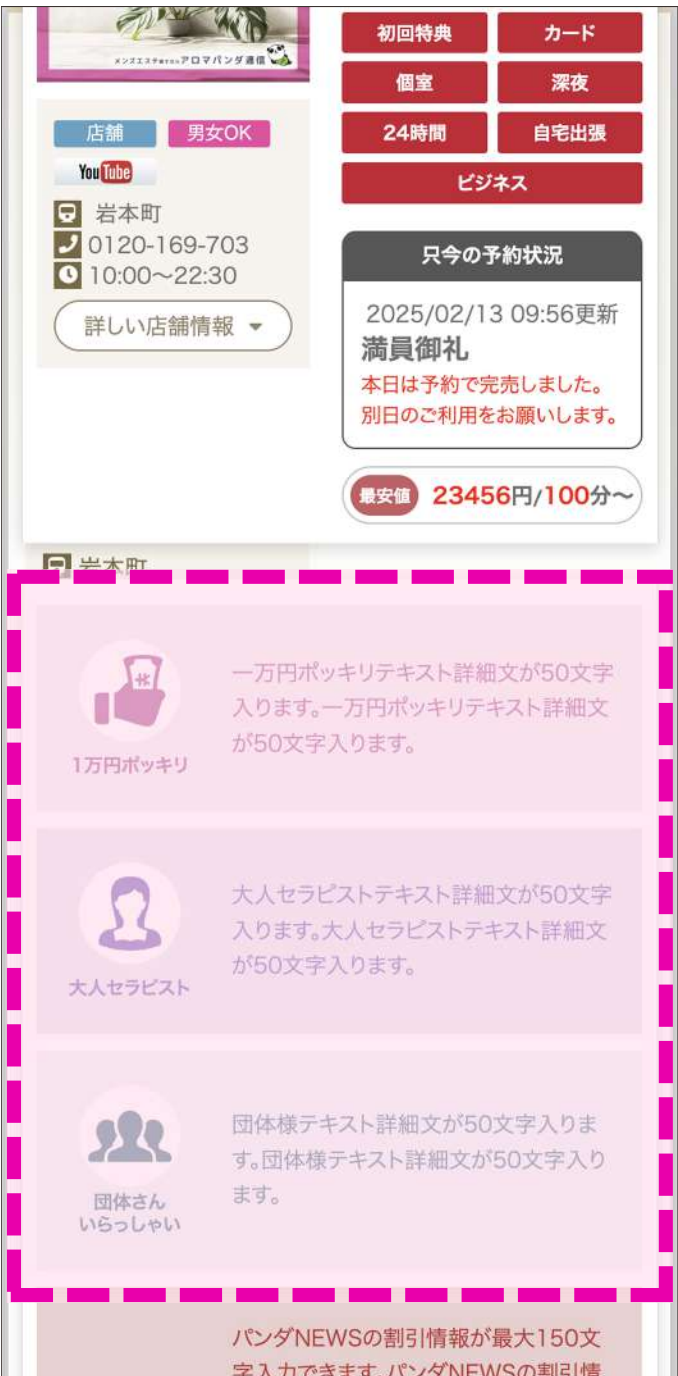 メンズエステまでのアロマパンダ通信
店舗
男女OK
YouTube
岩本町
0120-169-703
10:00〜22:30
詳しい店舗情報
初回特典
カード
個室
深夜
24時間
自宅出張
ビジネス
只今の予約状況
2025/02/13 09:56更新
満員御礼
本日は予約で完売しました。
別日のご利用をお願いします。
最安値 23456円/100分〜
岩本町
1万円ポッキリ
一万円ポッキリテキスト詳細文が50文字
入ります。一万円ポッキリテキスト詳細文
が50文字入ります。
大人セラピスト
大人セラピストテキスト詳細文が50文字
入ります。大人セラピストテキスト詳細文
が50文字入ります。
団体さん
いらっしゃい
団体様テキスト詳細文が50文字入りま
す。団体様テキスト詳細文が50文字入り
ます。
パンダNEWSの割引情報が最大150文
字入力できます。パンダNEWSの割引情